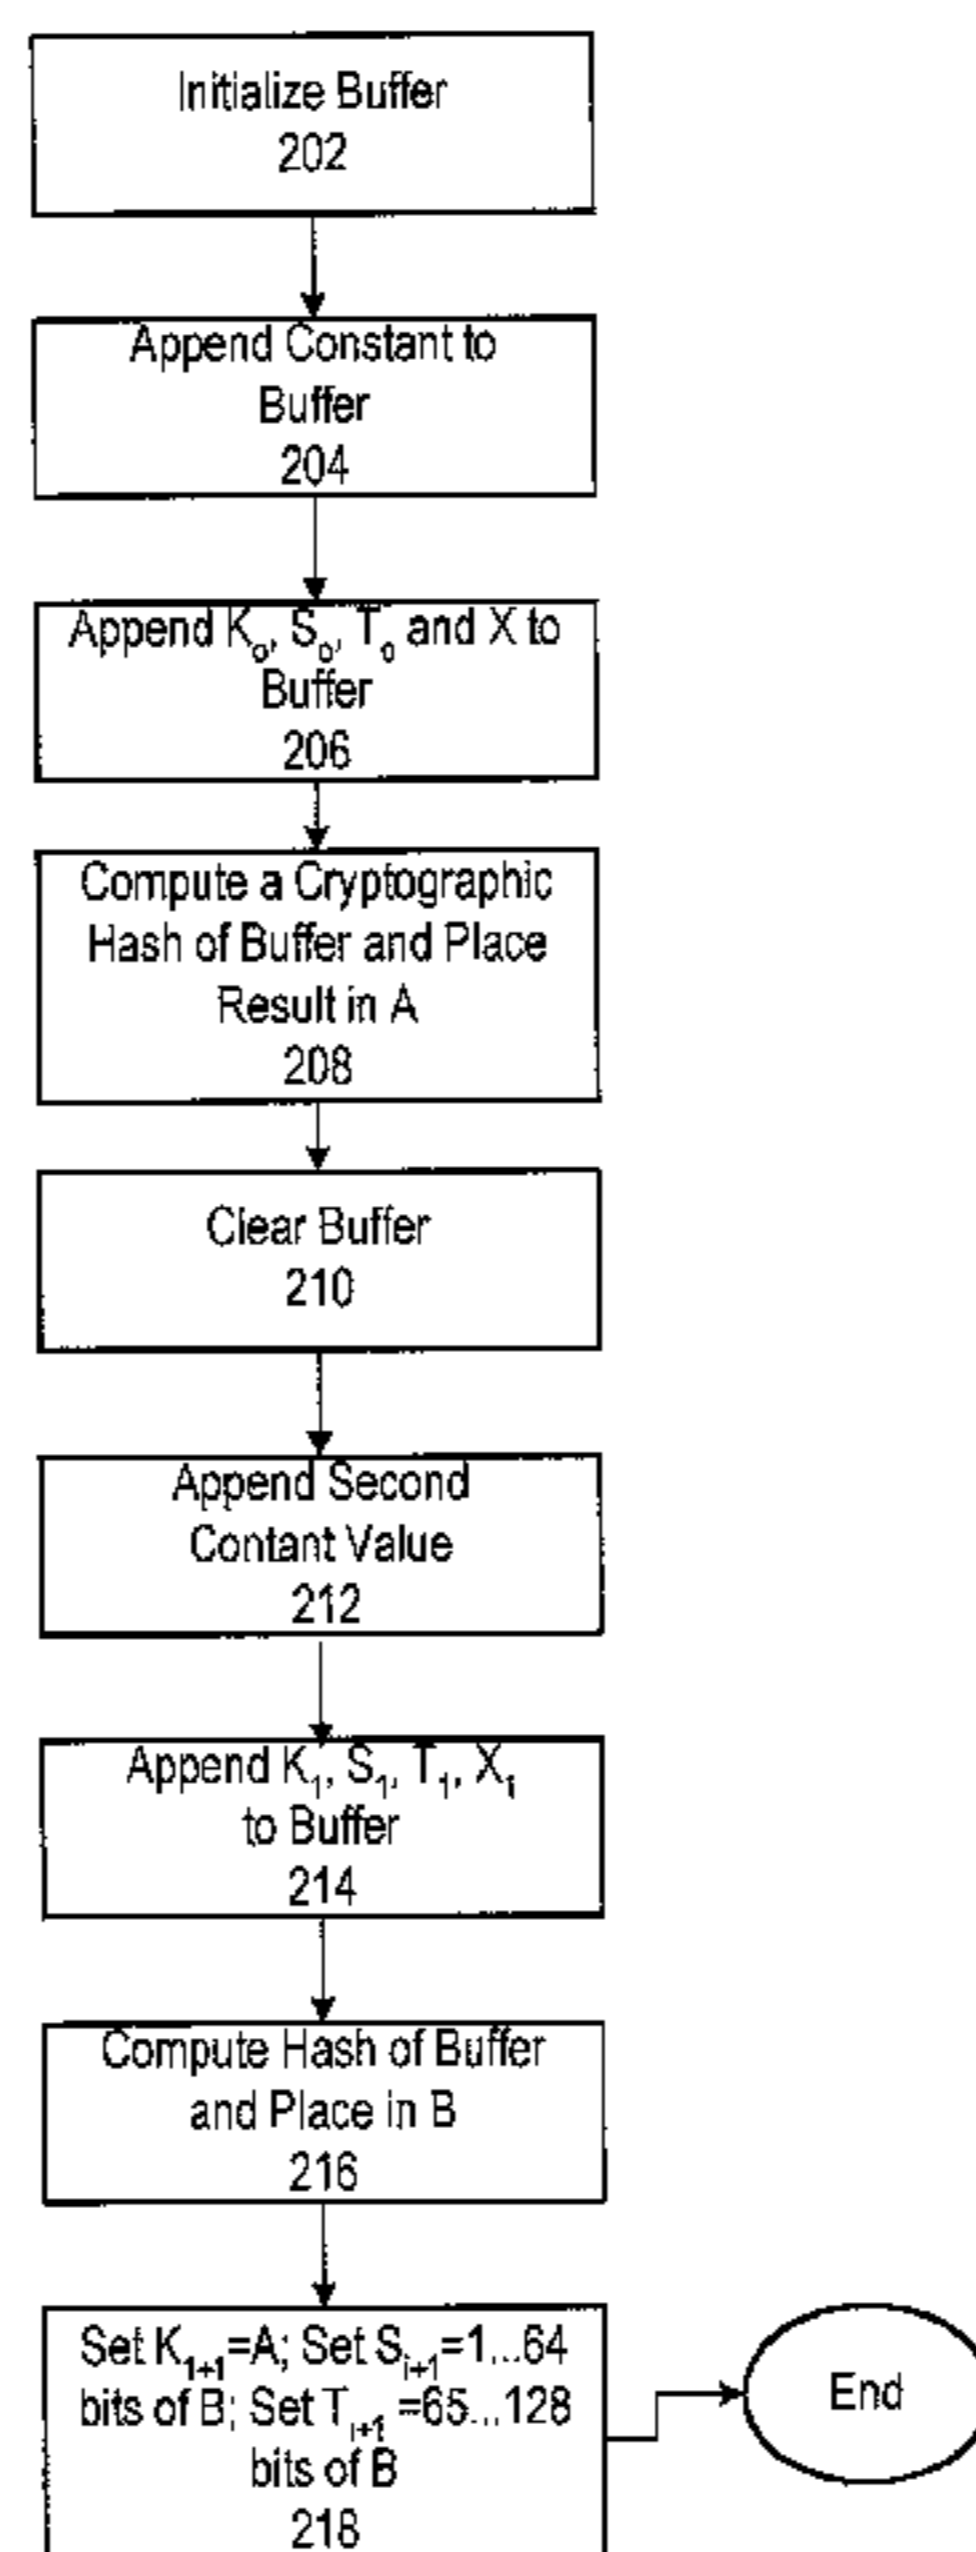 Initialize Buffer
202
Append Constant to
Buffer
204
Append K₀, S₀, T₀ and X to
Buffer
206
Compute a Cryptographic
Hash of Buffer and Place
Result in A
208
Clear Buffer
210
Append Second
Contant Value
212
Append K₁, S₁, T₁, X₁
to Buffer
214
Compute Hash of Buffer
and Place in B
216
Set K₁₊₁=A; Set Sᵢ₊₁=1...64
bits of B; Set Tᵢ₊₁ =65...128
bits of B
218
End